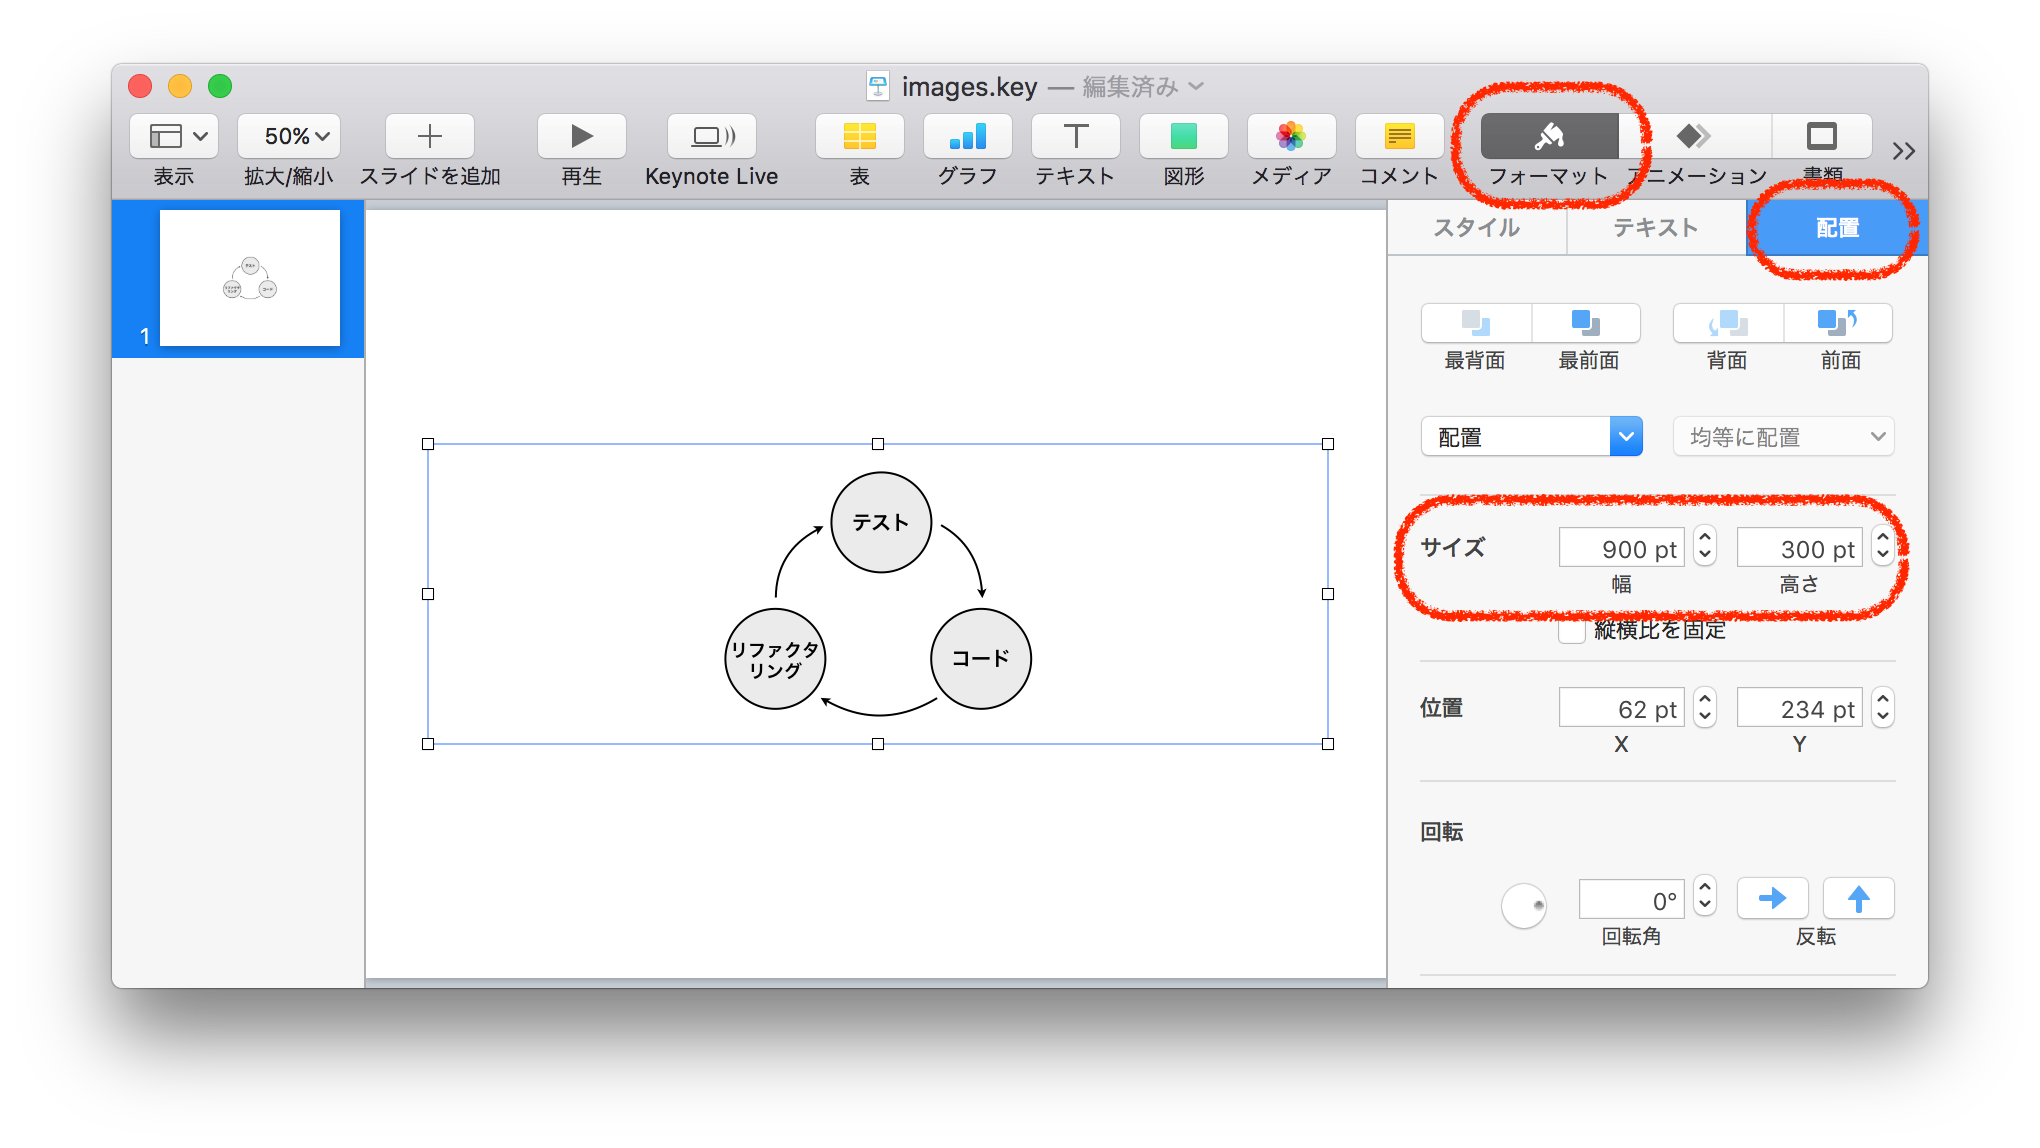 images.key — 編集済み
50%
表示
拡大/縮小
スライドを追加
再生
Keynote Live
表
グラフ
テキスト
図形
メディア
コメント
フォーマット
アニメーション
書類
1
テスト
リファクタ
リング
コード
スタイル
テキスト
配置
最背面
最前面
背面
前面
配置
均等に配置
サイズ
900 pt
300 pt
幅
高さ
縦横比を固定
位置
62 pt
234 pt
X
Y
回転
0°
回転角
反転